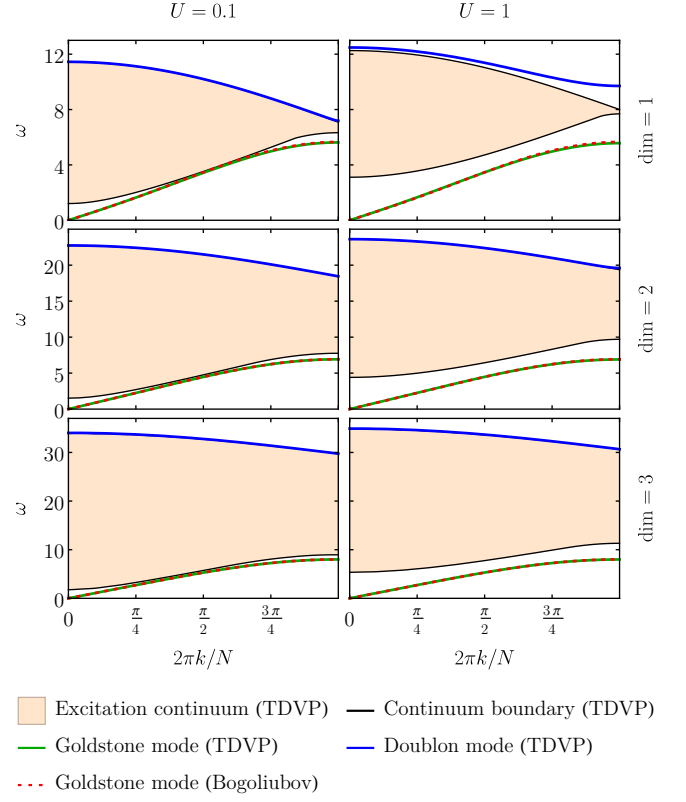 U = 0.1
U = 1
12
8
4
0
ω
dim = 1
20
15
10
5
0
ω
dim = 2
30
20
10
0
ω
dim = 3
0
π/4
π/2
3π/4
0
π/4
π/2
3π/4
2πk/N
2πk/N
Excitation continuum (TDVP)
Continuum boundary (TDVP)
Goldstone mode (TDVP)
Doublon mode (TDVP)
Goldstone mode (Bogoliubov)